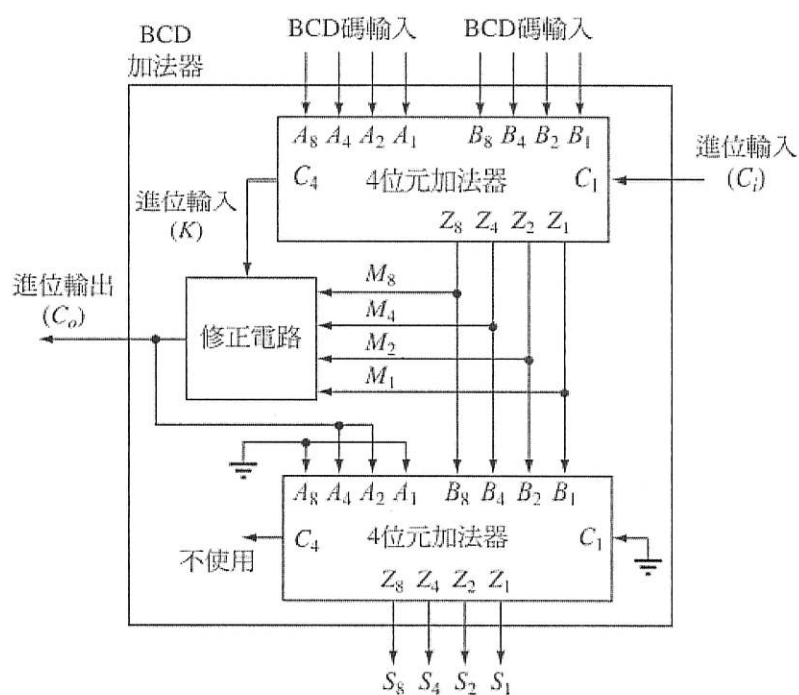 BCD
加法器
BCD碼輸入 BCD碼輸入
A₈ A₄ A₂ A₁ B₈ B₄ B₂ B₁
C₄ 4位元加法器 C₁
進位輸入
(Cᵢ)
Z₈ Z₄ Z₂ Z₁
進位輸入
(K)
進位輸出
(Cₒ)
修正電路
M₈
M₄
M₂
M₁
A₈ A₄ A₂ A₁ B₈ B₄ B₂ B₁
C₄ 4位元加法器 C₁
不使用
Z₈ Z₄ Z₂ Z₁
S₈ S₄ S₂ S₁